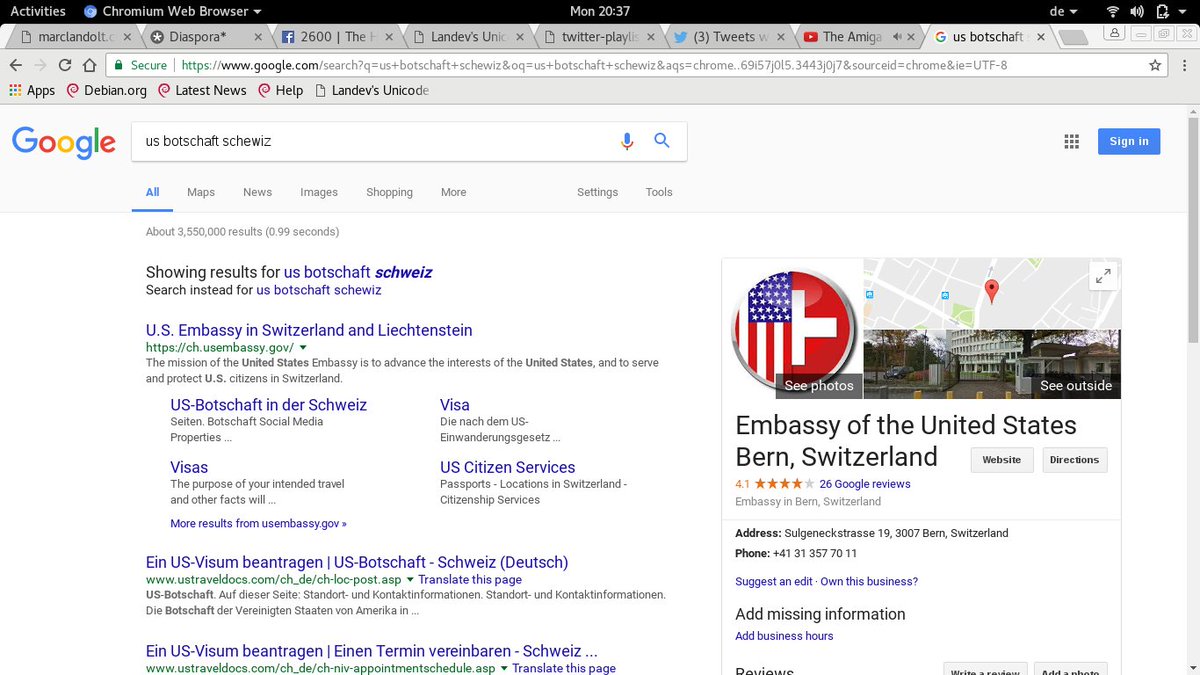 Activities Chromium Web Browser Mon 20:37 de
marclandolt.c Diaspora* 2600 | The H Landev's Unic twitter-playlis (3) Tweets w The Amiga us botschaft s
Secure https://www.google.com/search?q=us+botschaft+schewiz&oq=us+botschaft+schewiz&aqs=chrome..69i57j0l5.3443j0j7&sourceid=chrome&ie=UTF-8
Apps Debian.org Latest News Help Landev's Unicode
Google us botschaft schewiz Sign in
All Maps News Images Shopping More Settings Tools
About 3,550,000 results (0.99 seconds)
Showing results for us botschaft schweiz
Search instead for us botschaft schewiz
U.S. Embassy in Switzerland and Liechtenstein
https://ch.usembassy.gov/
The mission of the United States Embassy is to advance the interests of the United States, and to serve
and protect U.S. citizens in Switzerland.
US-Botschaft in der Schweiz
Seiten. Botschaft Social Media
Properties ...
Visa
Die nach dem US-
Einwanderungsgesetz ...
Visas
The purpose of your intended travel
and other facts will ...
US Citizen Services
Passports - Locations in Switzerland -
Citizenship Services
More results from usembassy.gov »
Ein US-Visum beantragen | US-Botschaft - Schweiz (Deutsch)
www.ustraveldocs.com/ch_de/ch-loc-post.asp Translate this page
US-Botschaft. Auf dieser Seite: Standort- und Kontaktinformationen. Standort- und Kontaktinformationen.
Die Botschaft der Vereinigten Staaten von Amerika in ...
Ein US-Visum beantragen | Einen Termin vereinbaren - Schweiz ...
www.ustraveldocs.com/ch_de/ch-niv-appointmentschedule.asp Translate this page
See photos See outside
Embassy of the United States
Bern, Switzerland Website Directions
4.1 26 Google reviews
Embassy in Bern, Switzerland
Address: Sulgeneckstrasse 19, 3007 Bern, Switzerland
Phone: +41 31 357 70 11
Suggest an edit · Own this business?
Add missing information
Add business hours
Reviews Write a review Add a photo